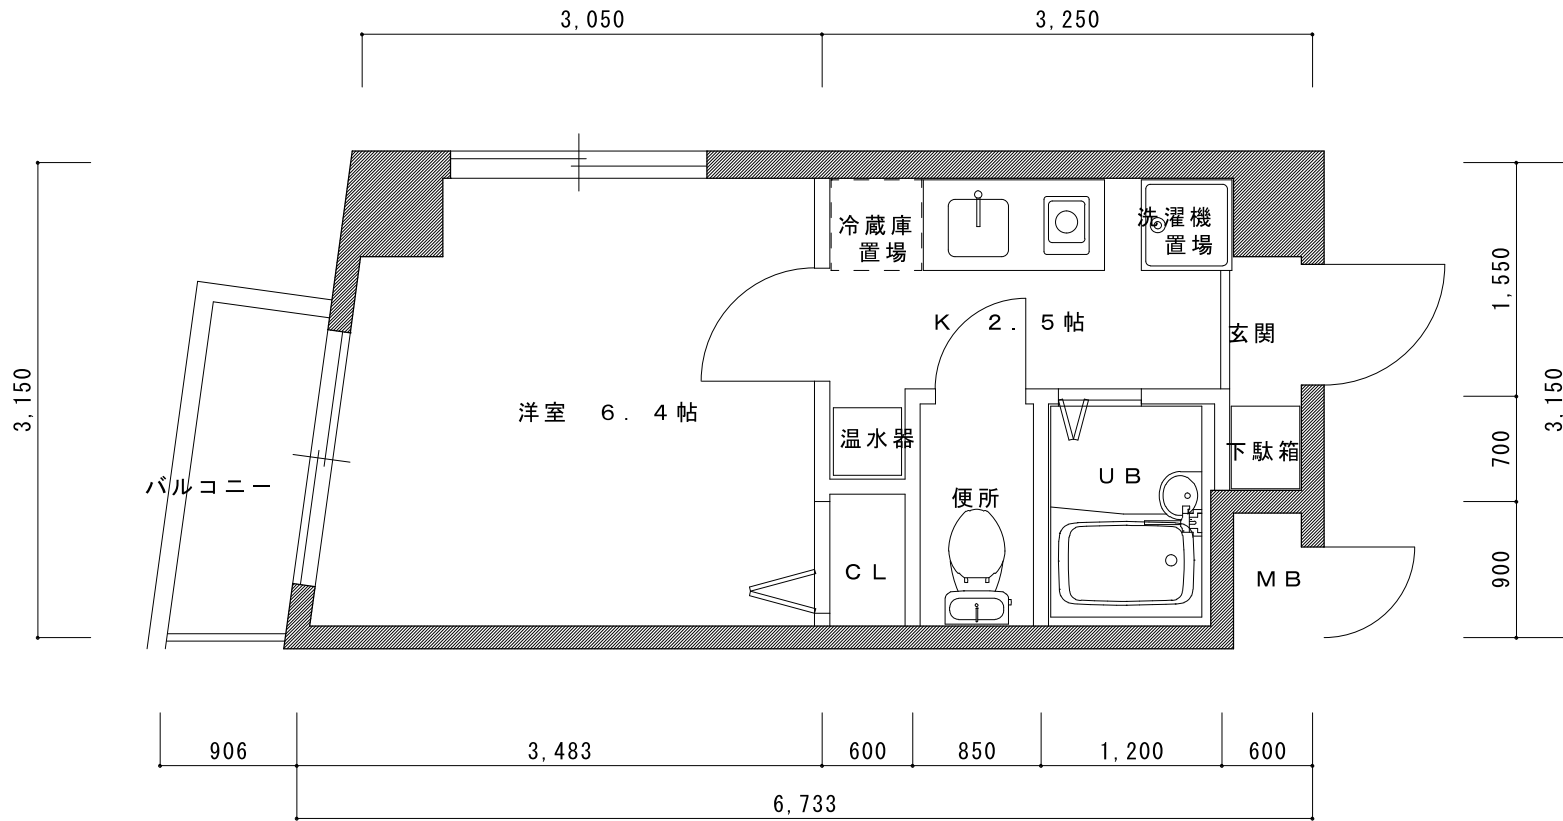 3,050
3,250
冷蔵庫
置場
洗濯機
置場
1,550
K 2.5帖
玄関
3,150
3,150
洋室 6.4帖
温水器
下駄箱
700
UB
バルコニー
便所
900
CL
MB
906
3,483
600
850
1,200
600
6,733